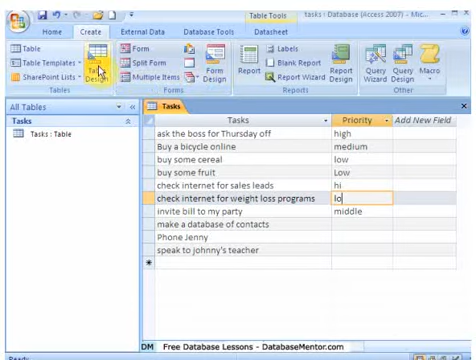 Table Tools
tasks : Database (Access 2007) - Mic...
Home
Create
External Data
Database Tools
Datasheet
Table
Table Templates
SharePoint Lists
Table Design
Tables
Form
Split Form
Multiple Items
Form Design
Forms
Report
Labels
Blank Report
Report Wizard
Report Design
Reports
Query Wizard
Query Design
Macro
Other
All Tables
Tasks
Tasks : Table
Tasks
Tasks Priority Add New Field
ask the boss for Thursday off high
Buy a bicycle online medium
buy some cereal low
buy some fruit Low
check internet for sales leads hi
check internet for weight loss programs lo
invite bill to my party middle
make a database of contacts
Phone Jenny
speak to johnny's teacher
DM Free Database Lessons - DatabaseMentor.com
Ready